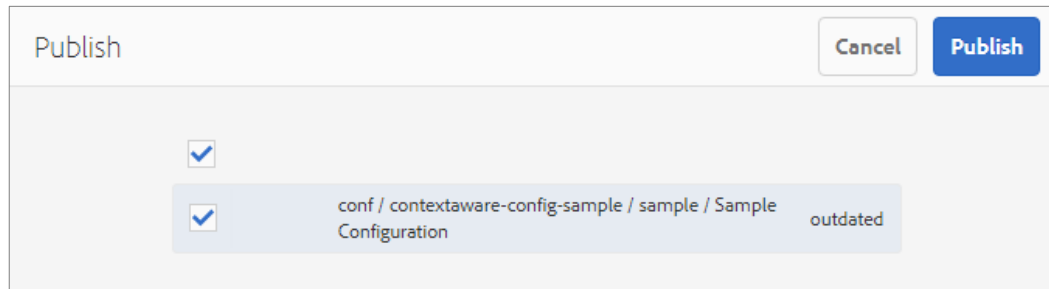 Publish
Cancel
Publish
conf / contextaware-config-sample / sample / Sample
Configuration
outdated